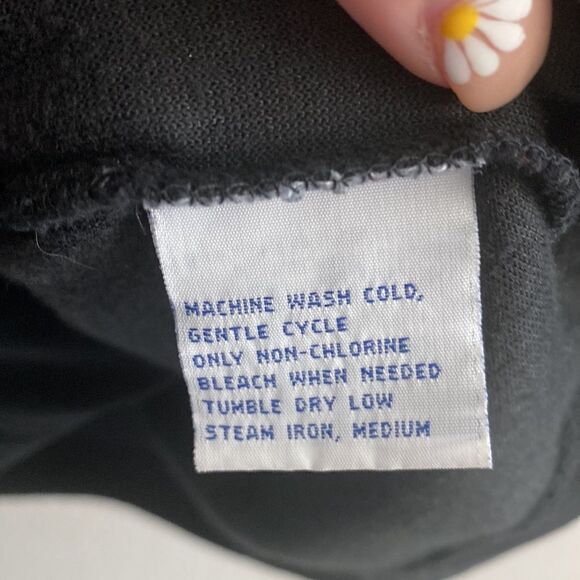 MACHINE WASH COLD,
GENTLE CYCLE
ONLY NON-CHLORINE
BLEACH WHEN NEEDED
TUMBLE DRY LOW
STEAM IRON, MEDIUM